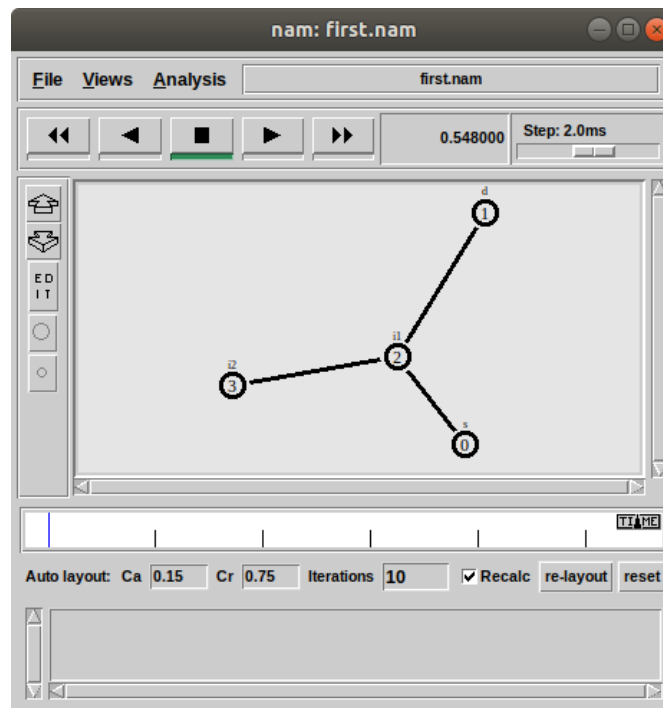 nam: first.nam
File Views Analysis first.nam
0.548000 Step: 2.0ms
d
1
ED
IT
i1
2
i2
3
s
0
TIME
Auto layout: Ca 0.15 Cr 0.75 Iterations 10 Recalc re-layout reset